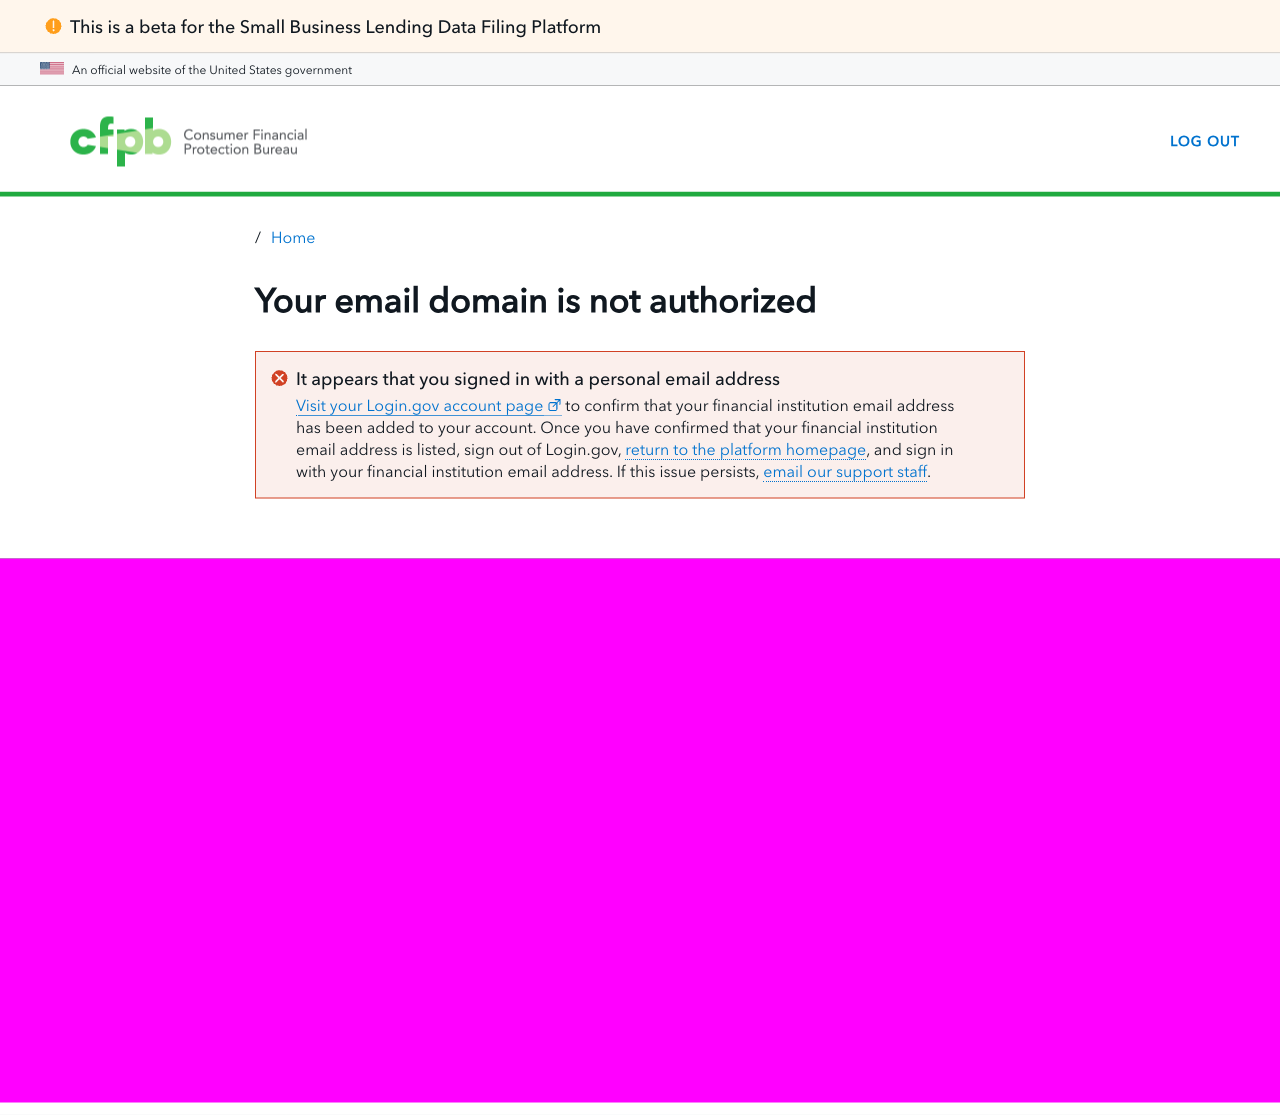 This is a beta for the Small Business Lending Data Filing Platform
An official website of the United States government
cfpb
Consumer Financial
Protection Bureau
LOG OUT
/ Home
Your email domain is not authorized
It appears that you signed in with a personal email address
Visit your Login.gov account page to confirm that your financial institution email address
has been added to your account. Once you have confirmed that your financial institution
email address is listed, sign out of Login.gov, return to the platform homepage, and sign in
with your financial institution email address. If this issue persists, email our support staff.